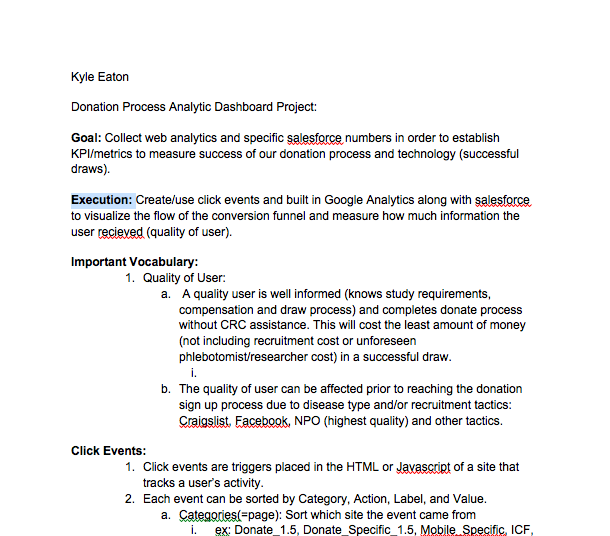 Kyle Eaton
Donation Process Analytic Dashboard Project:
Goal: Collect web analytics and specific salesforce numbers in order to establish
KPI/metrics to measure success of our donation process and technology (successful
draws).
Execution: Create/use click events and built in Google Analytics along with salesforce
to visualize the flow of the conversion funnel and measure how much information the
user recieved (quality of user).
Important Vocabulary:
1. Quality of User:
a. A quality user is well informed (knows study requirements,
compensation and draw process) and completes donate process
without CRC assistance. This will cost the least amount of money
(not including recruitment cost or unforeseen
phlebotomist/researcher cost) in a successful draw.
i.
b. The quality of user can be affected prior to reaching the donation
sign up process due to disease type and/or recruitment tactics:
Craigslist, Facebook, NPO (highest quality) and other tactics.
Click Events:
1. Click events are triggers placed in the HTML or Javascript of a site that
tracks a user's activity.
2. Each event can be sorted by Category, Action, Label, and Value.
a. Categories(=page): Sort which site the event came from
i. ex: Donate_1.5, Donate_Specific_1.5, Mobile_Specific, ICF,